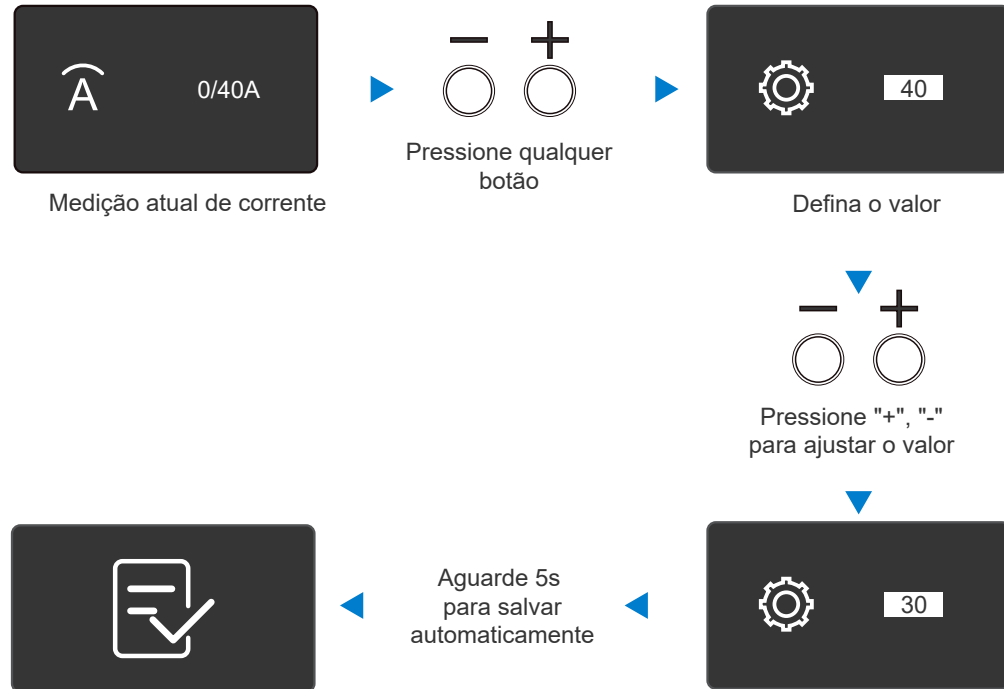 A
0/40A
Medição atual de corrente
− +
Pressione qualquer
botão
40
Defina o valor
− +
Pressione "+", "-"
para ajustar o valor
30
Aguarde 5s
para salvar
automaticamente